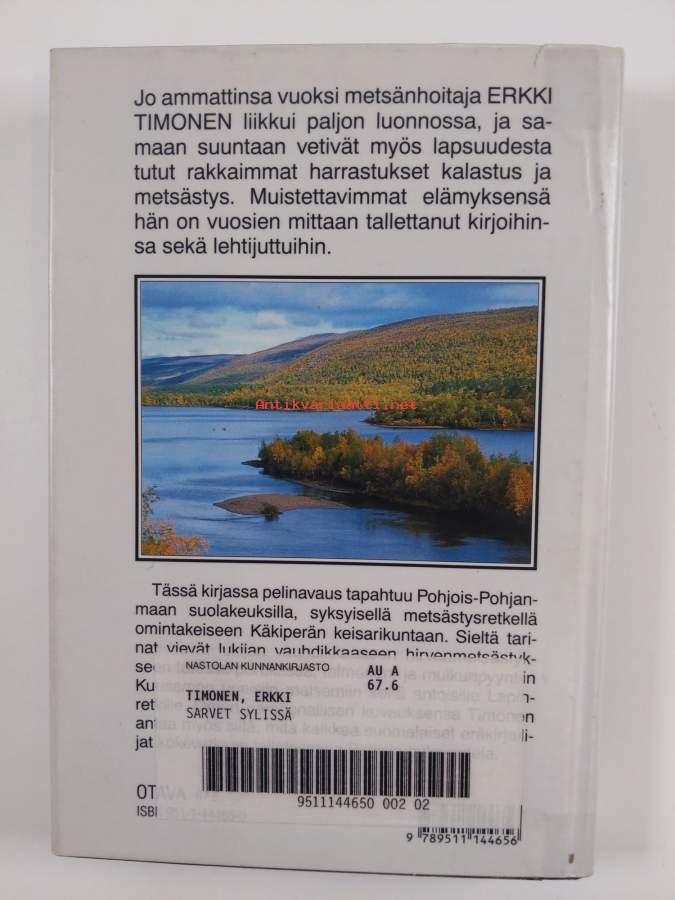 Jo ammattinsa vuoksi metsänhoitaja ERKKI
TIMONEN liikkui paljon luonnossa, ja sa-
maan suuntaan vetivät myös lapsuudesta
tutut rakkaimmat harrastukset kalastus ja
metsästys. Muistettavimmat elämyksensä
hän on vuosien mittaan tallettanut kirjoihin-
sa sekä lehtijuttuihin.
Antikvariaatti.net
Tässä kirjassa pelinavaus tapahtuu Pohjois-Pohjan-
maan suolakeuksilla, syksyisellä metsästysretkellä
omintakeiseen Käkiperän keisarikuntaan. Sieltä tari-
nat vievät lukijan vauhdikkaaseen hirvenmetsästyk-
NASTOLAN KUNNANKIRJASTO
AU A
67.6
TIMONEN, ERKKI
SARVET SYLISSÄ
9511144650 002 02
ISBN
9 789511 144656